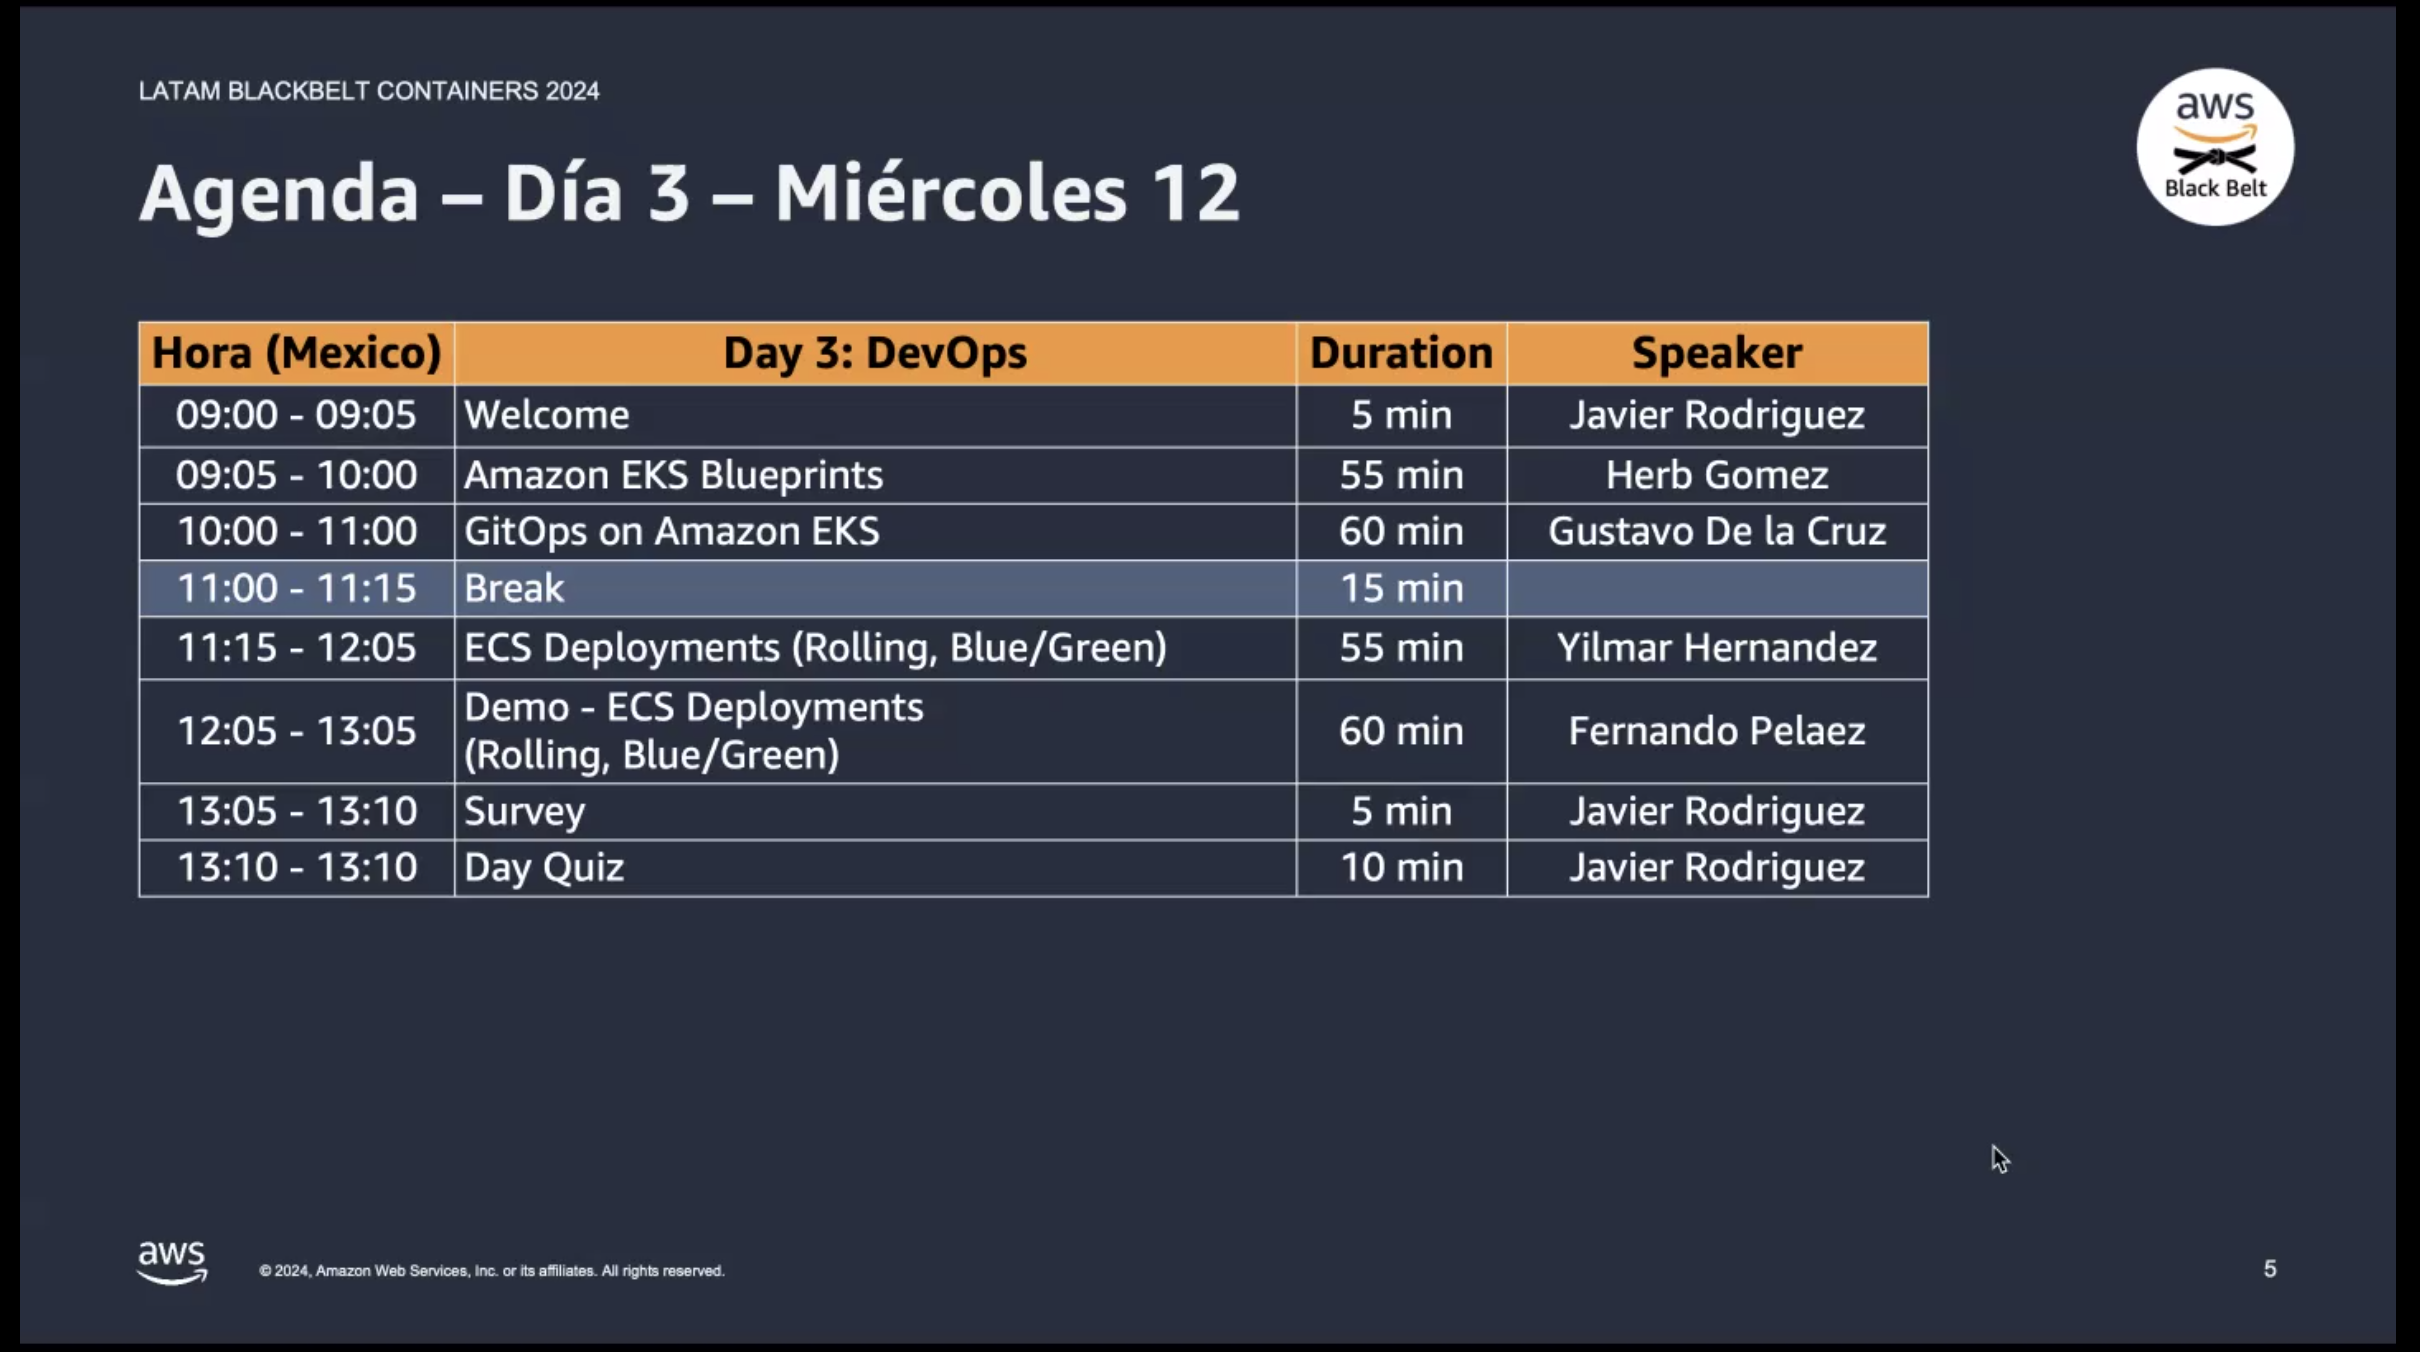 LATAM BLACKBELT CONTAINERS 2024
aws
Black Belt
Agenda – Día 3 – Miércoles 12
Hora (Mexico) Day 3: DevOps Duration Speaker
09:00 - 09:05 Welcome 5 min Javier Rodriguez
09:05 - 10:00 Amazon EKS Blueprints 55 min Herb Gomez
10:00 - 11:00 GitOps on Amazon EKS 60 min Gustavo De la Cruz
11:00 - 11:15 Break 15 min
11:15 - 12:05 ECS Deployments (Rolling, Blue/Green) 55 min Yilmar Hernandez
12:05 - 13:05 Demo - ECS Deployments
(Rolling, Blue/Green) 60 min Fernando Pelaez
13:05 - 13:10 Survey 5 min Javier Rodriguez
13:10 - 13:10 Day Quiz 10 min Javier Rodriguez
aws
© 2024, Amazon Web Services, Inc. or its affiliates. All rights reserved.
5